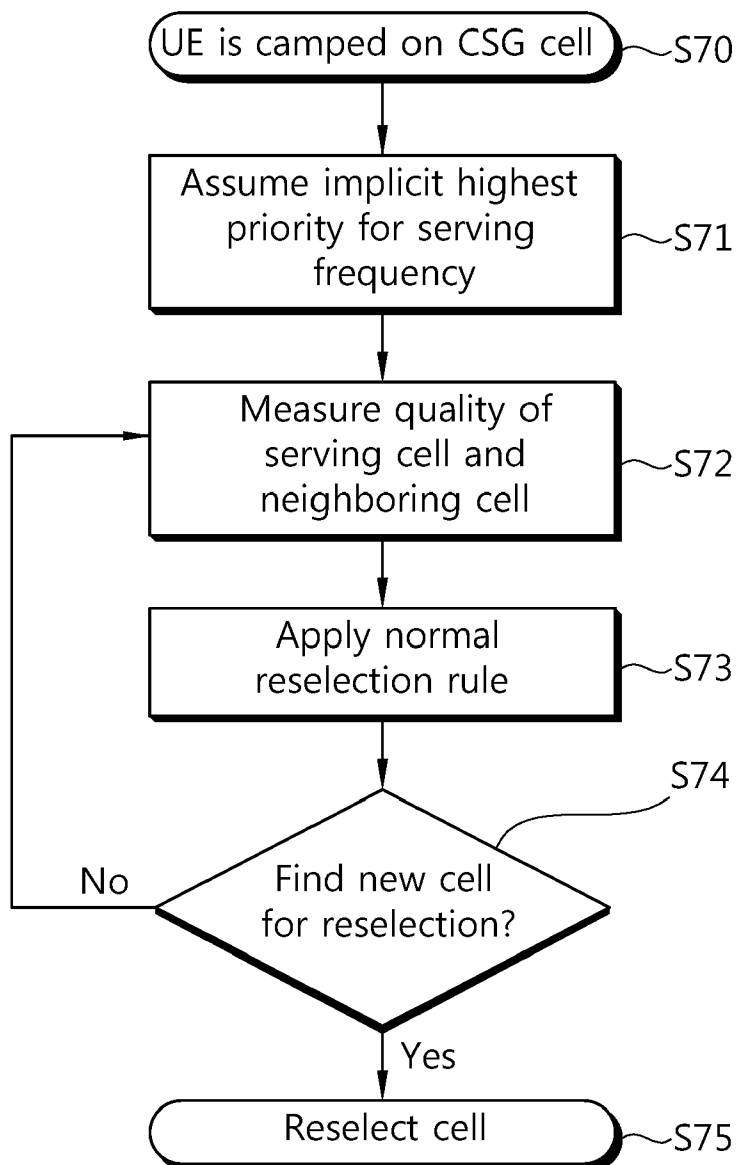 UE is camped on CSG cell
S70
Assume implicit highest
priority for serving
frequency
S71
Measure quality of
serving cell and
neighboring cell
S72
Apply normal
reselection rule
S73
S74
Find new cell
for reselection?
No
Yes
Reselect cell
S75